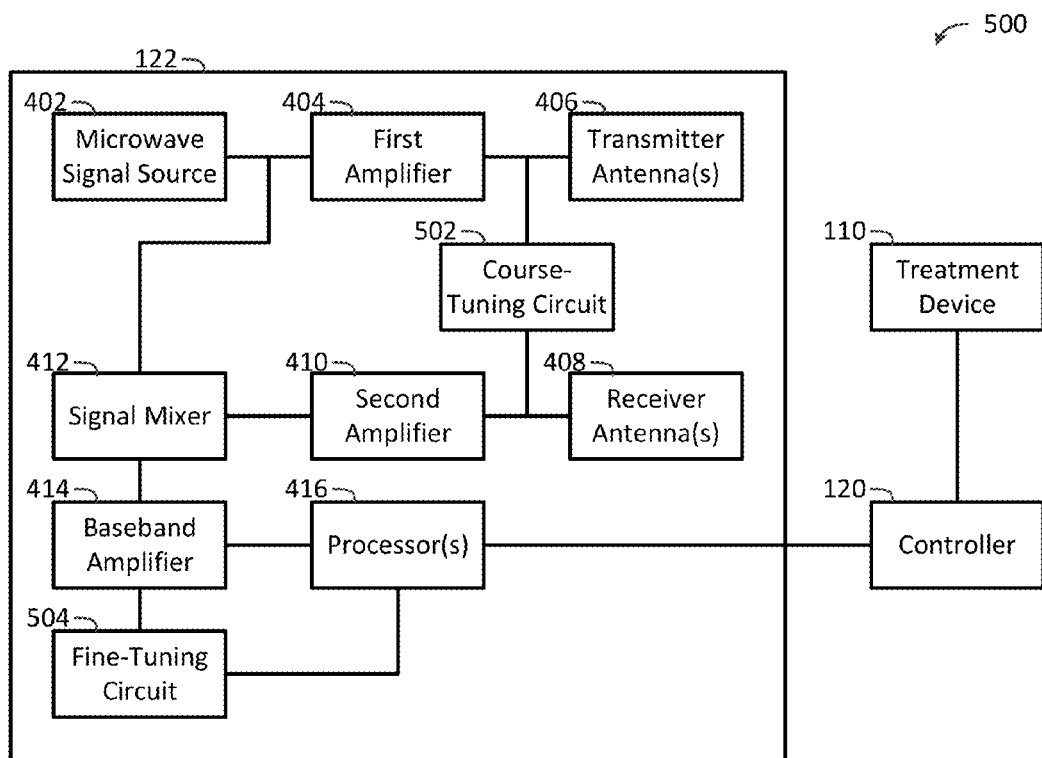 500
122
402
404
406
Microwave
Signal Source
First
Amplifier
Transmitter
Antenna(s)
502
110
Course-
Tuning Circuit
Treatment
Device
412
410
408
Signal Mixer
Second
Amplifier
Receiver
Antenna(s)
414
416
120
Baseband
Amplifier
Processor(s)
Controller
504
Fine-Tuning
Circuit